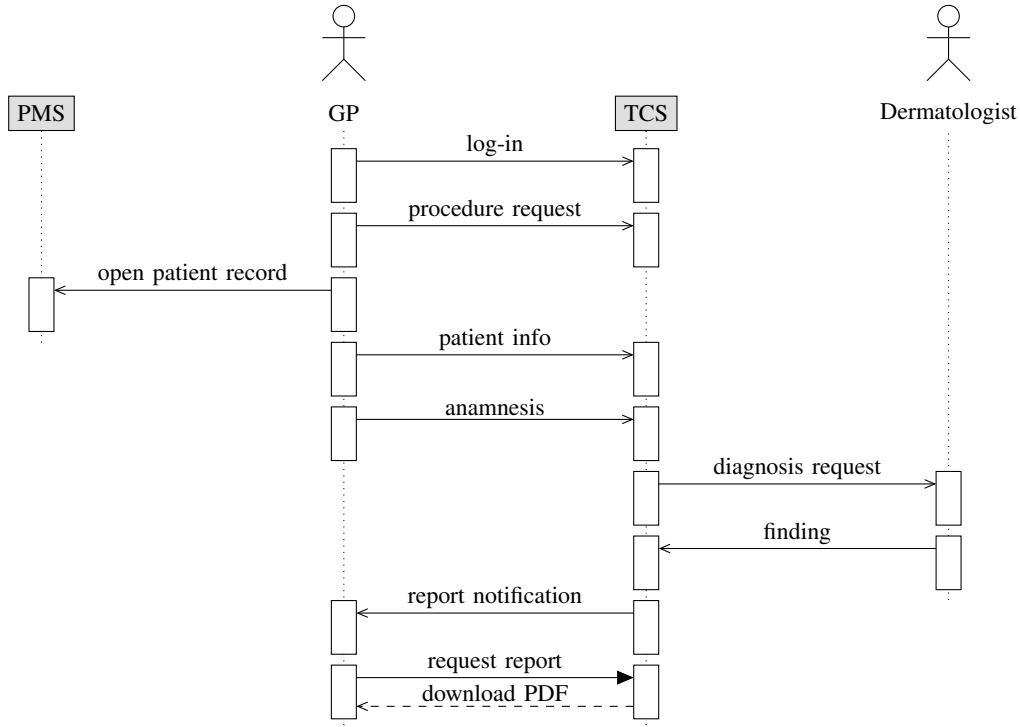 PMS
GP
TCS
Dermatologist
log-in
procedure request
open patient record
patient info
anamnesis
diagnosis request
finding
report notification
request report
download PDF